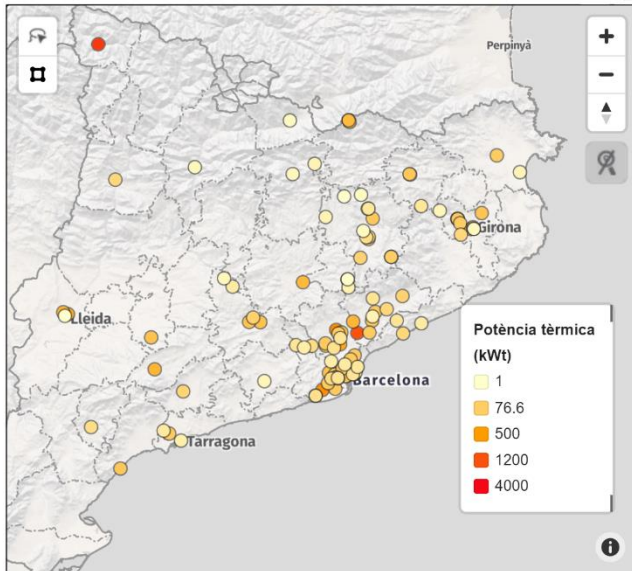 Perpinyà
Girona
Lleida
Barcelona
Tarragona
Potència tèrmica
(kWt)
1
76.6
500
1200
4000